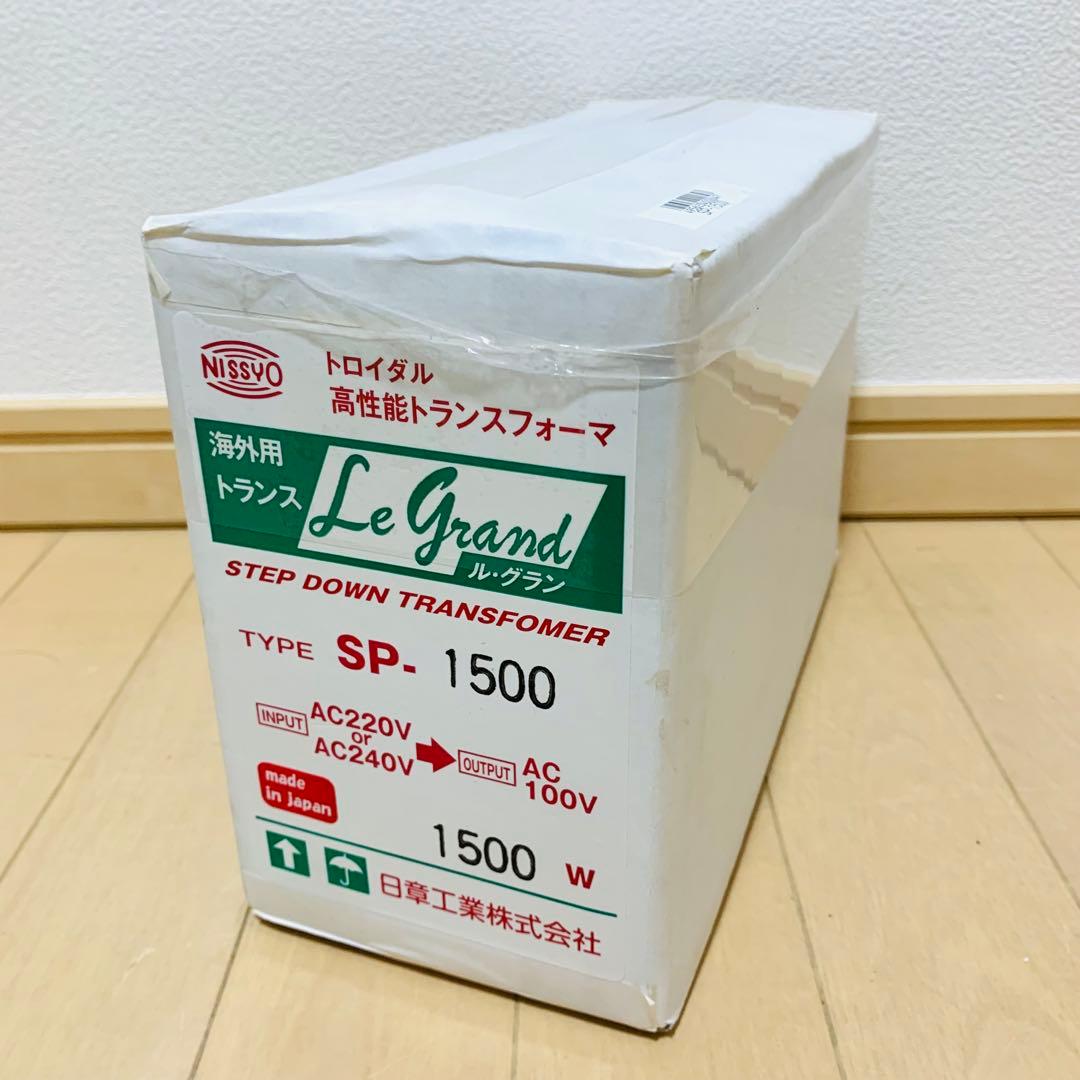 NISSYO
トロイダル
高性能トランスフォーマ
海外用
トランス
Le Grand
ル・グラン
STEP DOWN TRANSFOMER
TYPE SP- 1500
INPUT AC220V
or
AC240V
OUTPUT AC
100V
made
in japan
1500 W
日章工業株式会社